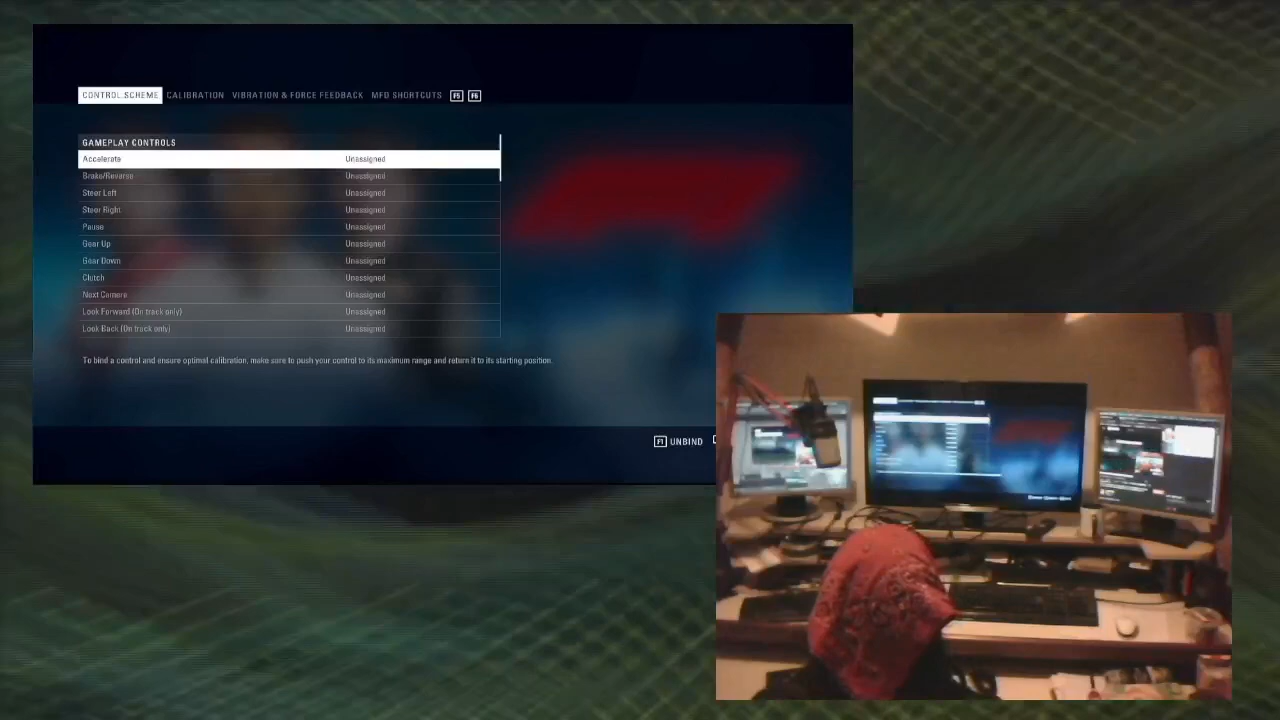 CONTROL SCHEME CALIBRATION VIBRATION & FORCE FEEDBACK MFD SHORTCUTS F5 F6
GAMEPLAY CONTROLS
Accelerate Unassigned
Brake/Reverse Unassigned
Steer Left Unassigned
Steer Right Unassigned
Pause Unassigned
Gear Up Unassigned
Gear Down Unassigned
Clutch Unassigned
Next Camera Unassigned
Look Forward (On track only) Unassigned
Look Back (On track only) Unassigned
To bind a control and ensure optimal calibration, make sure to push your control to its maximum range and return it to its starting position.
F1 UNBIND